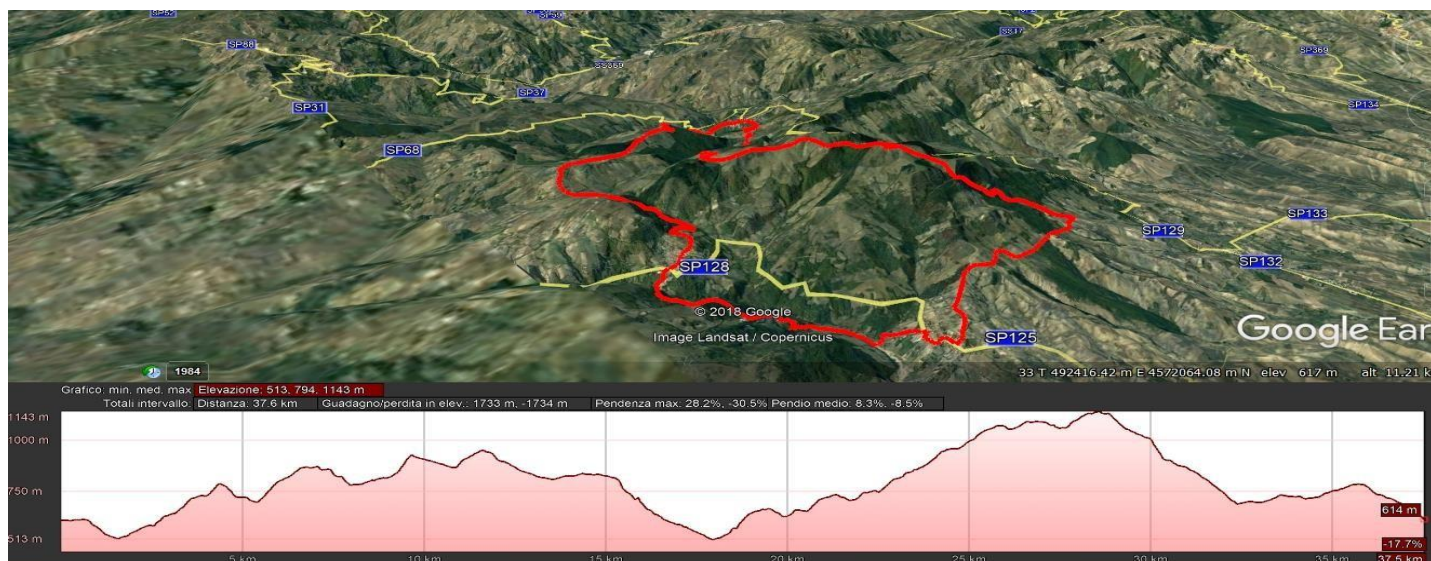 SP88
SS369
SS17
SP369
SP31
SP37
SP134
SP68
SP133
SP129
SP132
SP128
© 2018 Google
Image Landsat / Copernicus
SP125
Google Ear
1984
33 T 492416.42 m E 4572064.08 m N elev 617 m alt 11.21 k
Grafico: min. med. max Elevazione: 513, 794, 1143 m
Totali intervallo: Distanza: 37.6 km Guadagno/perdita in elev.: 1733 m, -1734 m Pendenza max: 28.2%, -30.5% Pendio medio: 8.3%, -8.5%
1143 m
1000 m
750 m
614 m
513 m
-17.7%
5 km 10 km 15 km 20 km 25 km 30 km 35 km 37.5 km